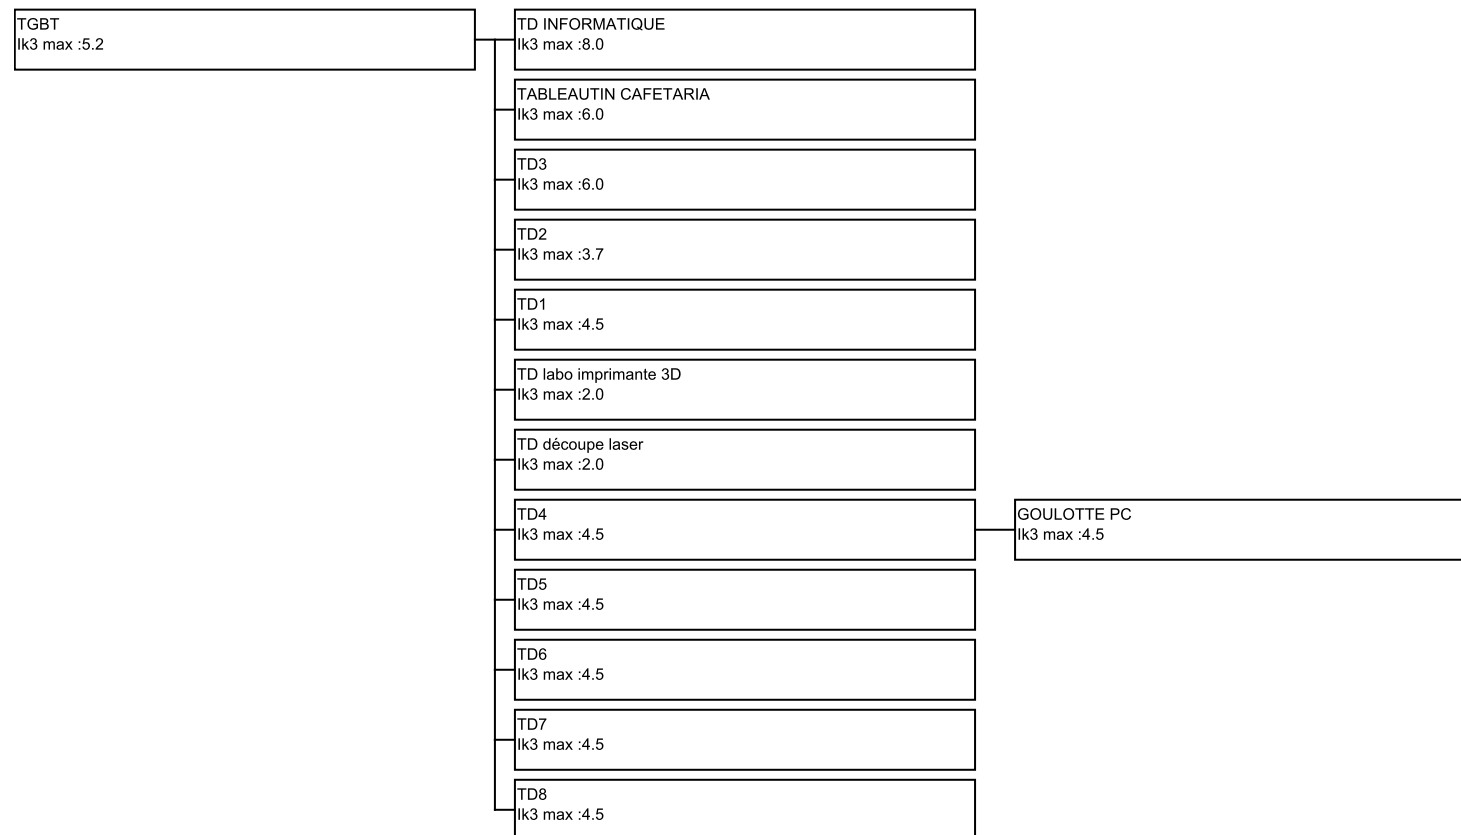 TGBT
Ik3 max :5.2
TD INFORMATIQUE
Ik3 max :8.0
TABLEAUTIN CAFETARIA
Ik3 max :6.0
TD3
Ik3 max :6.0
TD2
Ik3 max :3.7
TD1
Ik3 max :4.5
TD labo imprimante 3D
Ik3 max :2.0
TD découpe laser
Ik3 max :2.0
TD4
Ik3 max :4.5
GOULOTTE PC
Ik3 max :4.5
TD5
Ik3 max :4.5
TD6
Ik3 max :4.5
TD7
Ik3 max :4.5
TD8
Ik3 max :4.5